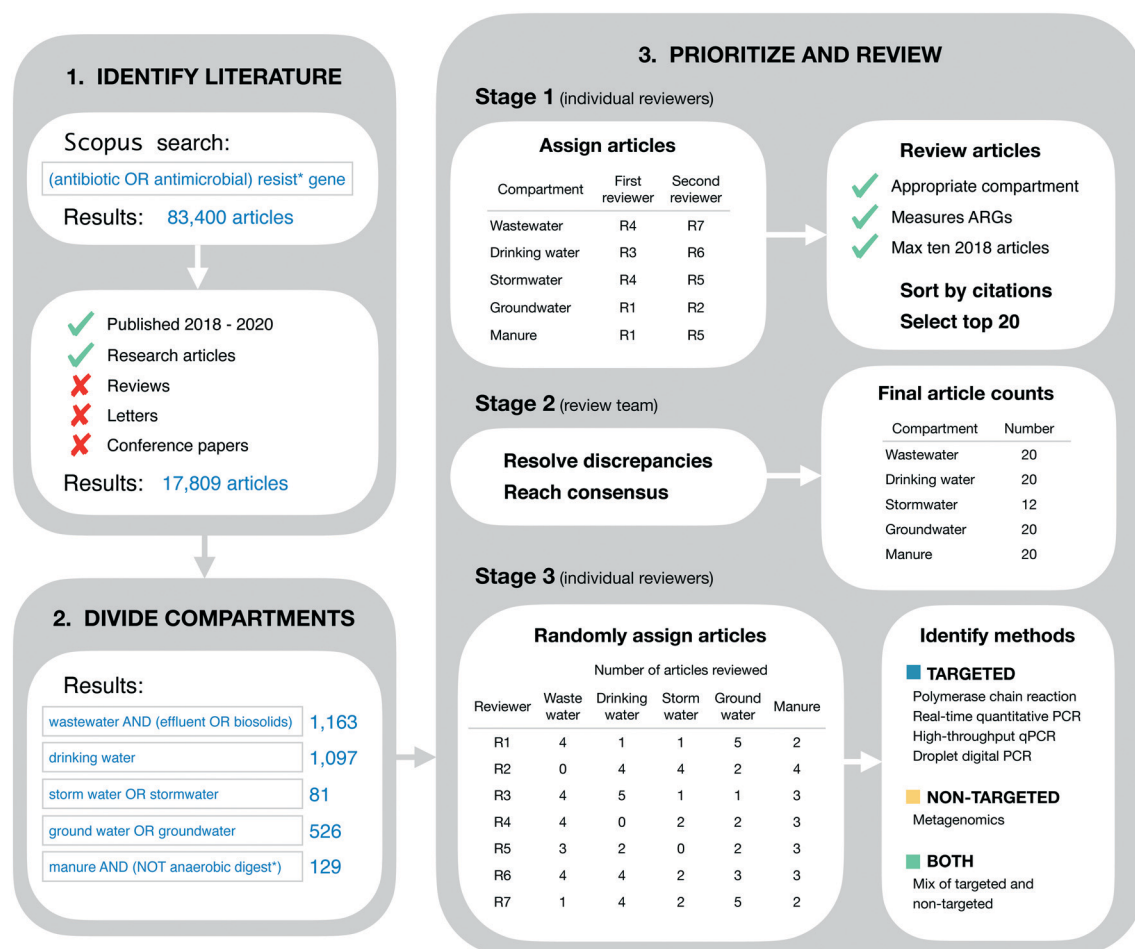 1. IDENTIFY LITERATURE
Scopus search:
(antibiotic OR antimicrobial) resist* gene
Results: 83,400 articles
Published 2018 - 2020
Research articles
Reviews
Letters
Conference papers
Results: 17,809 articles
2. DIVIDE COMPARTMENTS
Results:
wastewater AND (effluent OR biosolids) 1,163
drinking water 1,097
storm water OR stormwater 81
ground water OR groundwater 526
manure AND (NOT anaerobic digest*) 129
3. PRIORITIZE AND REVIEW
Stage 1 (individual reviewers)
Assign articles
Compartment First reviewer Second reviewer
Wastewater R4 R7
Drinking water R3 R6
Stormwater R4 R5
Groundwater R1 R2
Manure R1 R5
Review articles
Appropriate compartment
Measures ARGs
Max ten 2018 articles
Sort by citations
Select top 20
Stage 2 (review team)
Resolve discrepancies
Reach consensus
Final article counts
Compartment Number
Wastewater 20
Drinking water 20
Stormwater 12
Groundwater 20
Manure 20
Stage 3 (individual reviewers)
Randomly assign articles
Number of articles reviewed
Reviewer Waste water Drinking water Storm water Ground water Manure
R1 4 1 1 5 2
R2 0 4 4 2 4
R3 4 5 1 1 3
R4 4 0 2 2 3
R5 3 2 0 2 3
R6 4 4 2 3 3
R7 1 4 2 5 2
Identify methods
TARGETED
Polymerase chain reaction
Real-time quantitative PCR
High-throughput qPCR
Droplet digital PCR
NON-TARGETED
Metagenomics
BOTH
Mix of targeted and
non-targeted